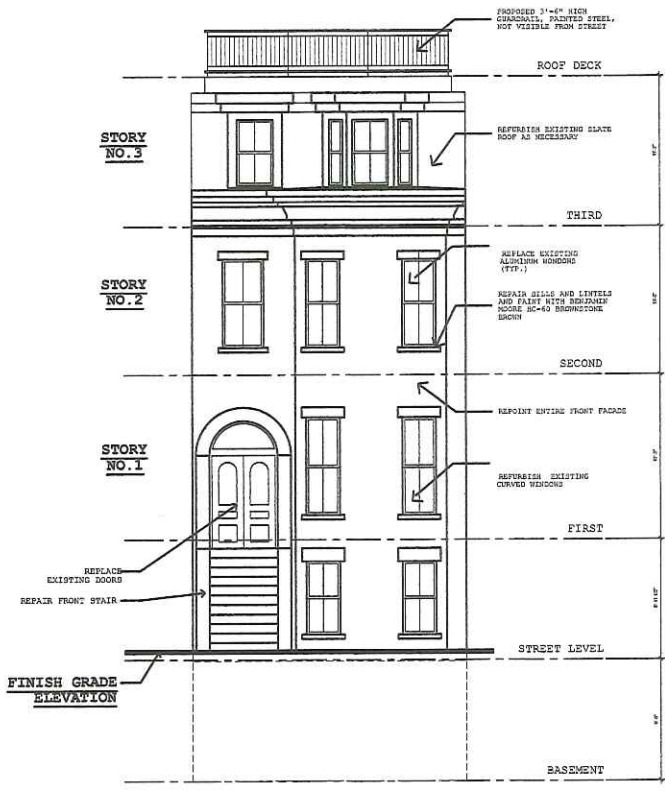 PROPOSED 3'-6" HIGH
GUARDRAIL, PAINTED STEEL,
NOT VISIBLE FROM STREET
ROOF DECK
STORY
NO.3
REFURBISH EXISTING SLATE
ROOF AS NECESSARY
THIRD
REPLACE EXISTING
ALUMINUM WINDOWS
(TYP.)
STORY
NO.2
REPAIR SILLS AND LINTELS
AND PAINT WITH BENJAMIN
MOORE HC-60 BROWNSTONE
BROWN
SECOND
REPOINT ENTIRE FRONT FACADE
STORY
NO.1
REFURBISH EXISTING
CURVED WINDOWS
FIRST
REPLACE
EXISTING DOORS
REPAIR FRONT STAIR
STREET LEVEL
FINISH GRADE
ELEVATION
BASEMENT